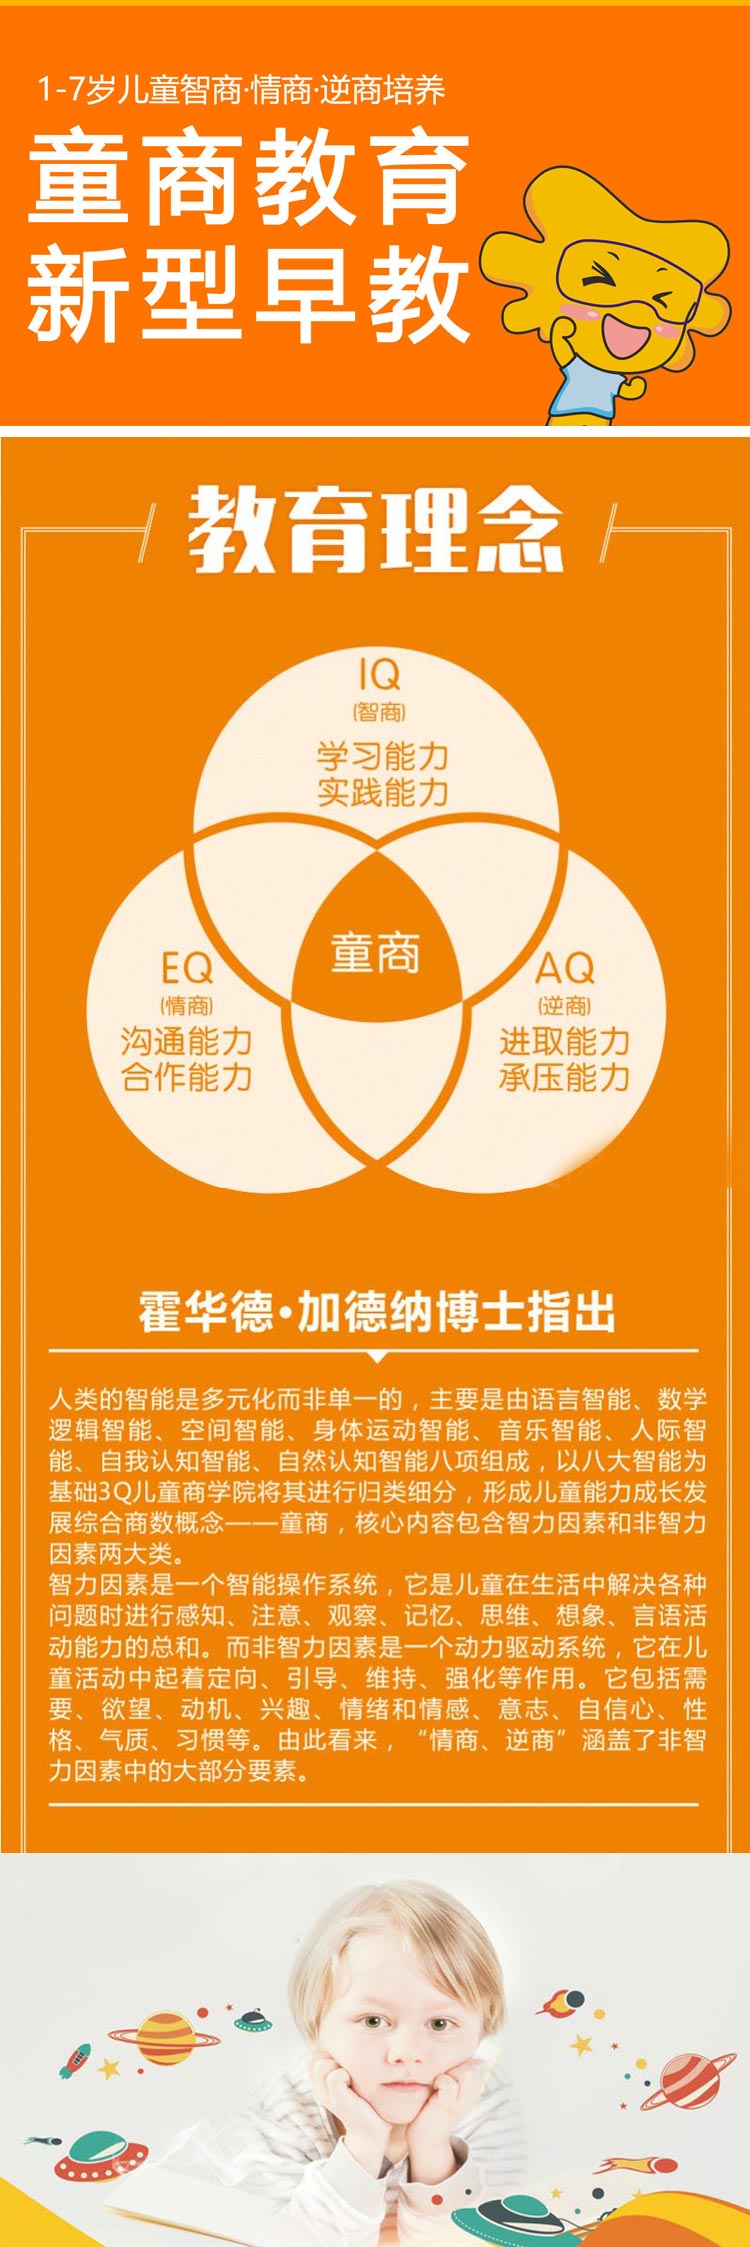 1-7岁儿童智商·情商·逆商培养
童商教育
新型早教
教育理念
IQ
(智商)
学习能力
实践能力
童商
EQ
(情商)
沟通能力
合作能力
AQ
(逆商)
进取能力
承压能力
霍华德·加德纳博士指出
人类的智能是多元化而非单一的，主要是由语言智能、数学
逻辑智能、空间智能、身体运动智能、音乐智能、人际智
能、自我认知智能、自然认知智能八项组成，以八大智能为
基础3Q儿童商学院将其进行归类细分，形成儿童能力成长发
展综合商数概念——童商，核心内容包含智力因素和非智力
因素两大类。
智力因素是一个智能操作系统，它是儿童在生活中解决各种
问题时进行感知、注意、观察、记忆、思维、想象、言语活
动能力的总和。而非智力因素是一个动力驱动系统，它在儿
童活动中起着定向、引导、维持、强化等作用。它包括需
要、欲望、动机、兴趣、情绪和情感、意志、自信心、性
格、气质、习惯等。由此看来，“情商、逆商”涵盖了非智
力因素中的大部分要素。